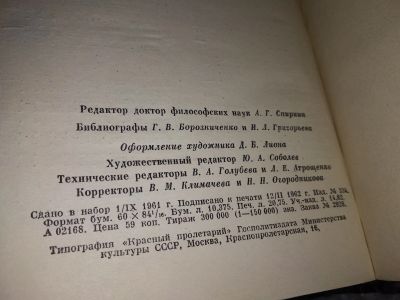 Редактор доктор философских наук А. Г. Спиркин
Библиографы Г. В. Борозниченко и Н. Л. Григорьева
Оформление художника Д. Б. Лиона
Художественный редактор Ю. А. Соболев
Технические редакторы В. А. Голубева и Л. Е. Атрощенко
Корректоры В. М. Климачева и Н. Н. Огородникова
Сдано в набор 1/IX 1961 г. Подписано к печати 12/II 1962 г. Изд. №
Формат бум. 60 × 84¹/₁₆. Бум. л. 10,375. Печ. л. 20,75. Уч.-изд. л.
А 02168. Цена 59 коп. Тираж 300 000 (1—150 000) экз. Заказ №
Типография «Красный пролетарий» Госполитиздата Министерства
культуры СССР, Москва, Краснопролетарская, 16.